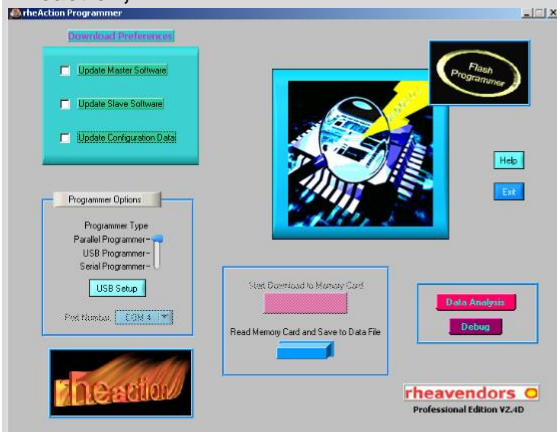 rheAction Programmer
Download Preferences
Update Master Software
Update Slave Software
Update Configuration Data
Flash
Programmer
Help
Exit
Programmer Options
Programmer Type
Parallel Programmer
USB Programmer
Serial Programmer
USB Setup
Port Number
COM 4
Start Download to Memory Card
Read Memory Card and Save to Data File
Data Analysis
Debug
rheaction
rheavendors
Professional Edition V2.4D